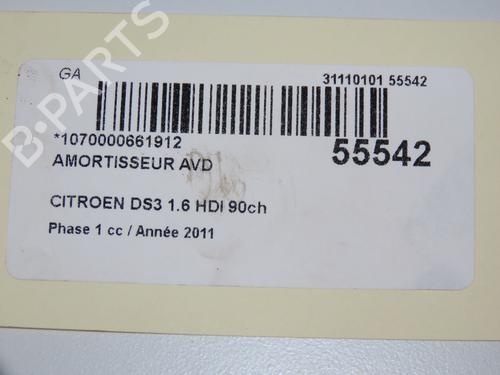 GA
31110101 55542
*1070000661912
55542
AMORTISSEUR AVD
CITROEN DS3 1.6 HDI 90ch
Phase 1 cc / Année 2011
B-PARTS